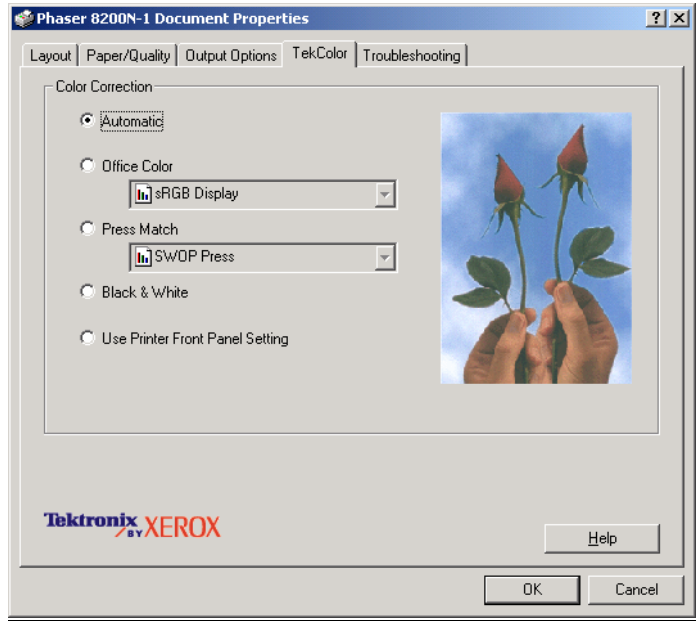 Phaser 8200N-1 Document Properties
Layout Paper/Quality Output Options TekColor Troubleshooting
Color Correction
Automatic
Office Color
sRGB Display
Press Match
SWOP Press
Black & White
Use Printer Front Panel Setting
Tektronix
BY XEROX
Help
OK Cancel